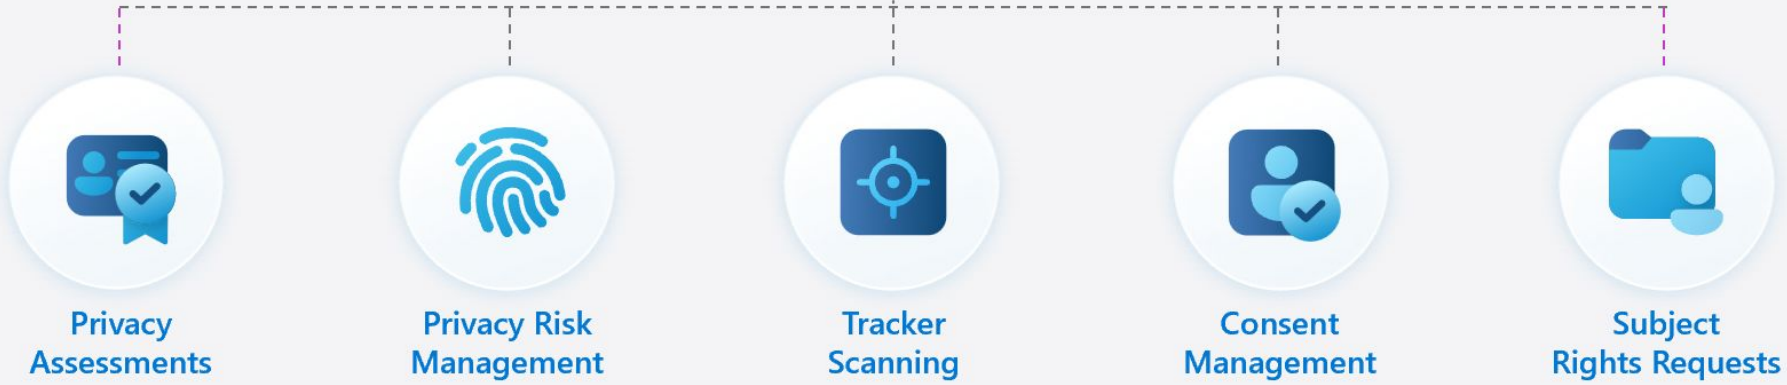 Privacy
Assessments
Privacy Risk
Management
Tracker
Scanning
Consent
Management
Subject
Rights Requests